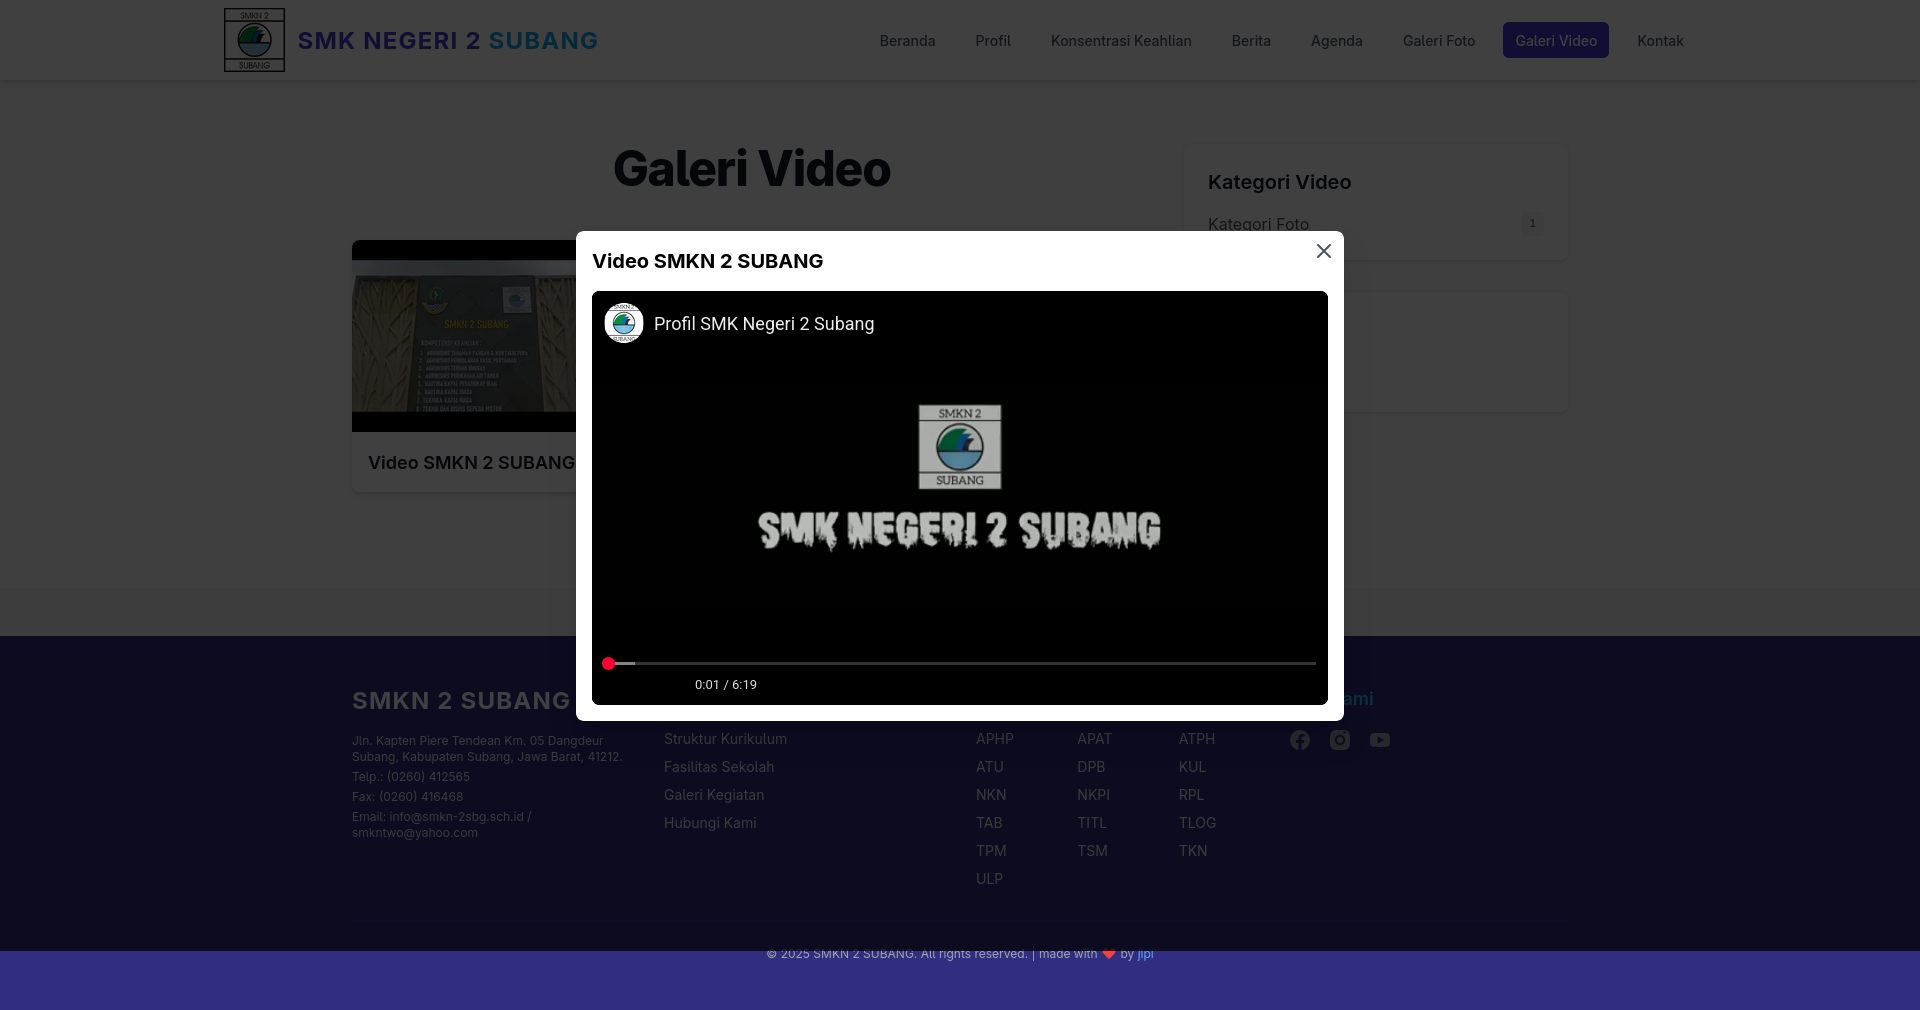 SMKN 2
SUBANG
SMK NEGERI 2 SUBANG
Beranda
Profil
Konsentrasi Keahlian
Berita
Agenda
Galeri Foto
Galeri Video
Kontak
Galeri Video
Kategori Video
Kategori Foto
1
SMKN 2 SUBANG
KOMPETENSI KEAHLIAN :
Video SMKN 2 SUBANG
Video SMKN 2 SUBANG
Profil SMK Negeri 2 Subang
SMKN 2
SUBANG
SMK NEGERI 2 SUBANG
0:01 / 6:19
SMKN 2 SUBANG
Jln. Kapten Piere Tendean Km. 05 Dangdeur
Subang, Kabupaten Subang, Jawa Barat, 41212.
Telp.: (0260) 412565
Fax: (0260) 416468
Email: info@smkn-2sbg.sch.id /
smkntwo@yahoo.com
Struktur Kurikulum
Fasilitas Sekolah
Galeri Kegiatan
Hubungi Kami
APHP
APAT
ATPH
ATU
DPB
KUL
NKN
NKPI
RPL
TAB
TITL
TLOG
TPM
TSM
TKN
ULP
ami
© 2025 SMKN 2 SUBANG. All rights reserved. | made with ❤️ by jipi